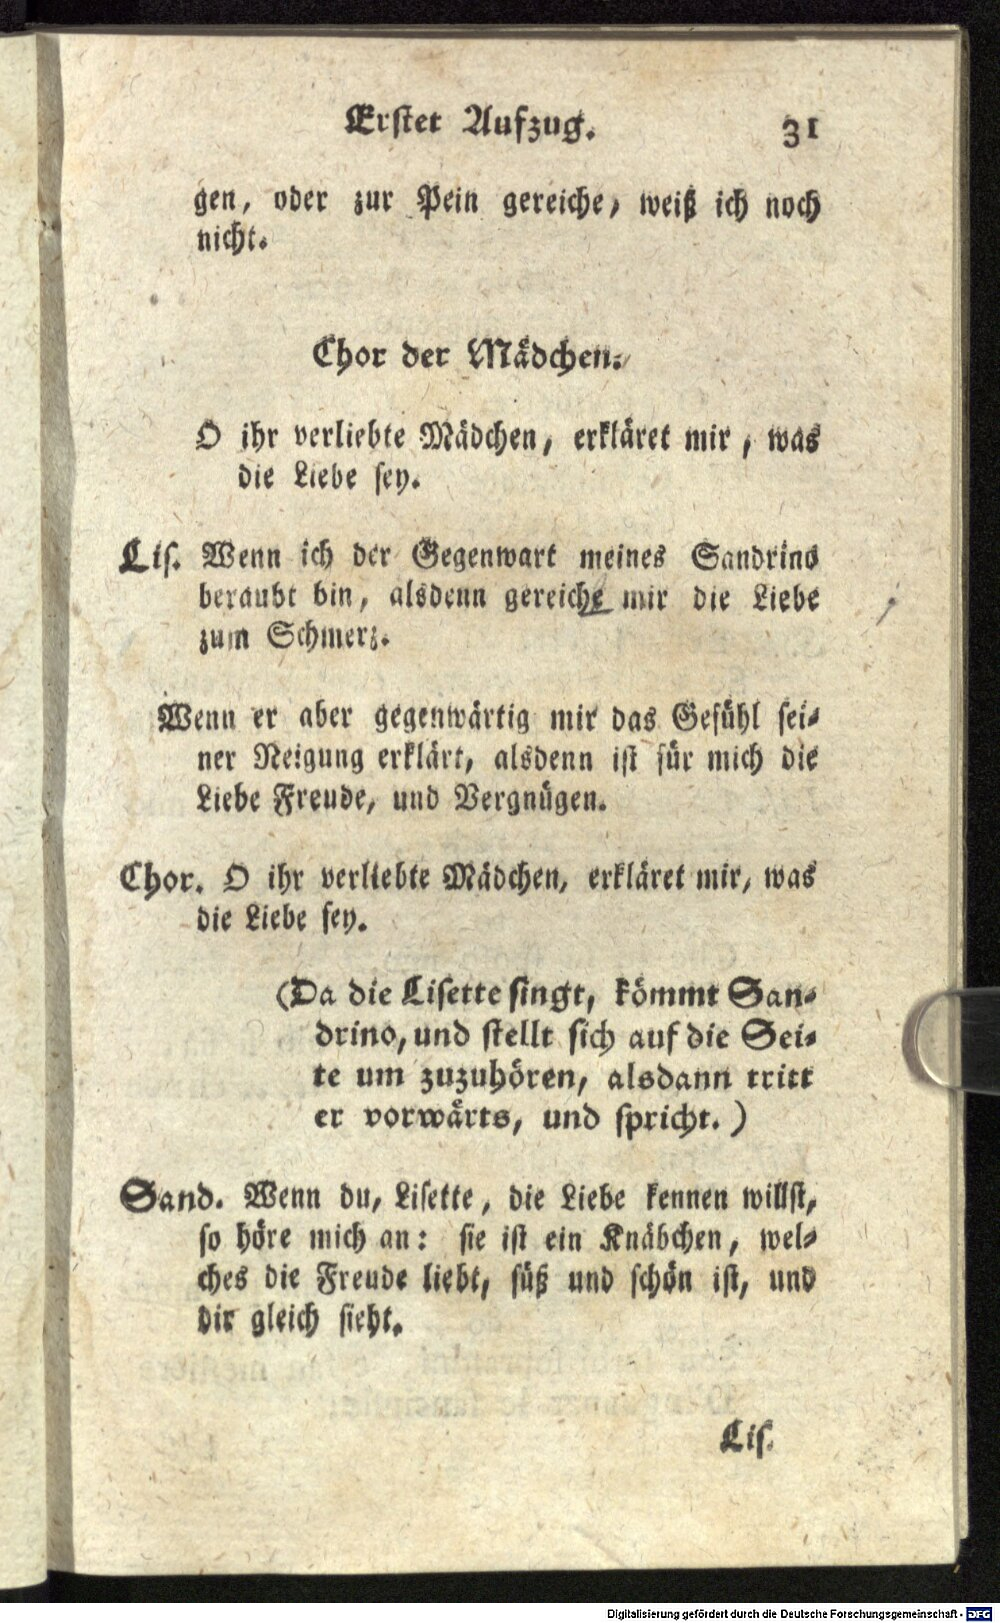 Erster Aufzug. 31
gen, oder zur Pein gereiche, weiß ich noch
nicht.
Chor der Mädchen.
O ihr verliebte Mädchen, erkläret mir, was
die Liebe sey.
Lis. Wenn ich der Gegenwart meines Sandrino
beraubt bin, alsdenn gereiche mir die Liebe
zum Schmerz.
Wenn er aber gegenwärtig mir das Gefühl sei-
ner Neigung erklärt, alsdenn ist für mich die
Liebe Freude, und Vergnügen.
Chor. O ihr verliebte Mädchen, erkläret mir, was
die Liebe sey.
(Da die Lisette singt, kömmt San-
drino, und stellt sich auf die Sei-
te um zuzuhören, alsdann tritt
er vorwärts, und spricht.)
Sand. Wenn du, Lisette, die Liebe kennen willst,
so höre mich an: sie ist ein Knäbchen, wel-
ches die Freude liebt, süß und schön ist, und
dir gleich sieht.
Lis.
Digitalisierung gefördert durch die Deutsche Forschungsgemeinschaft - DFG